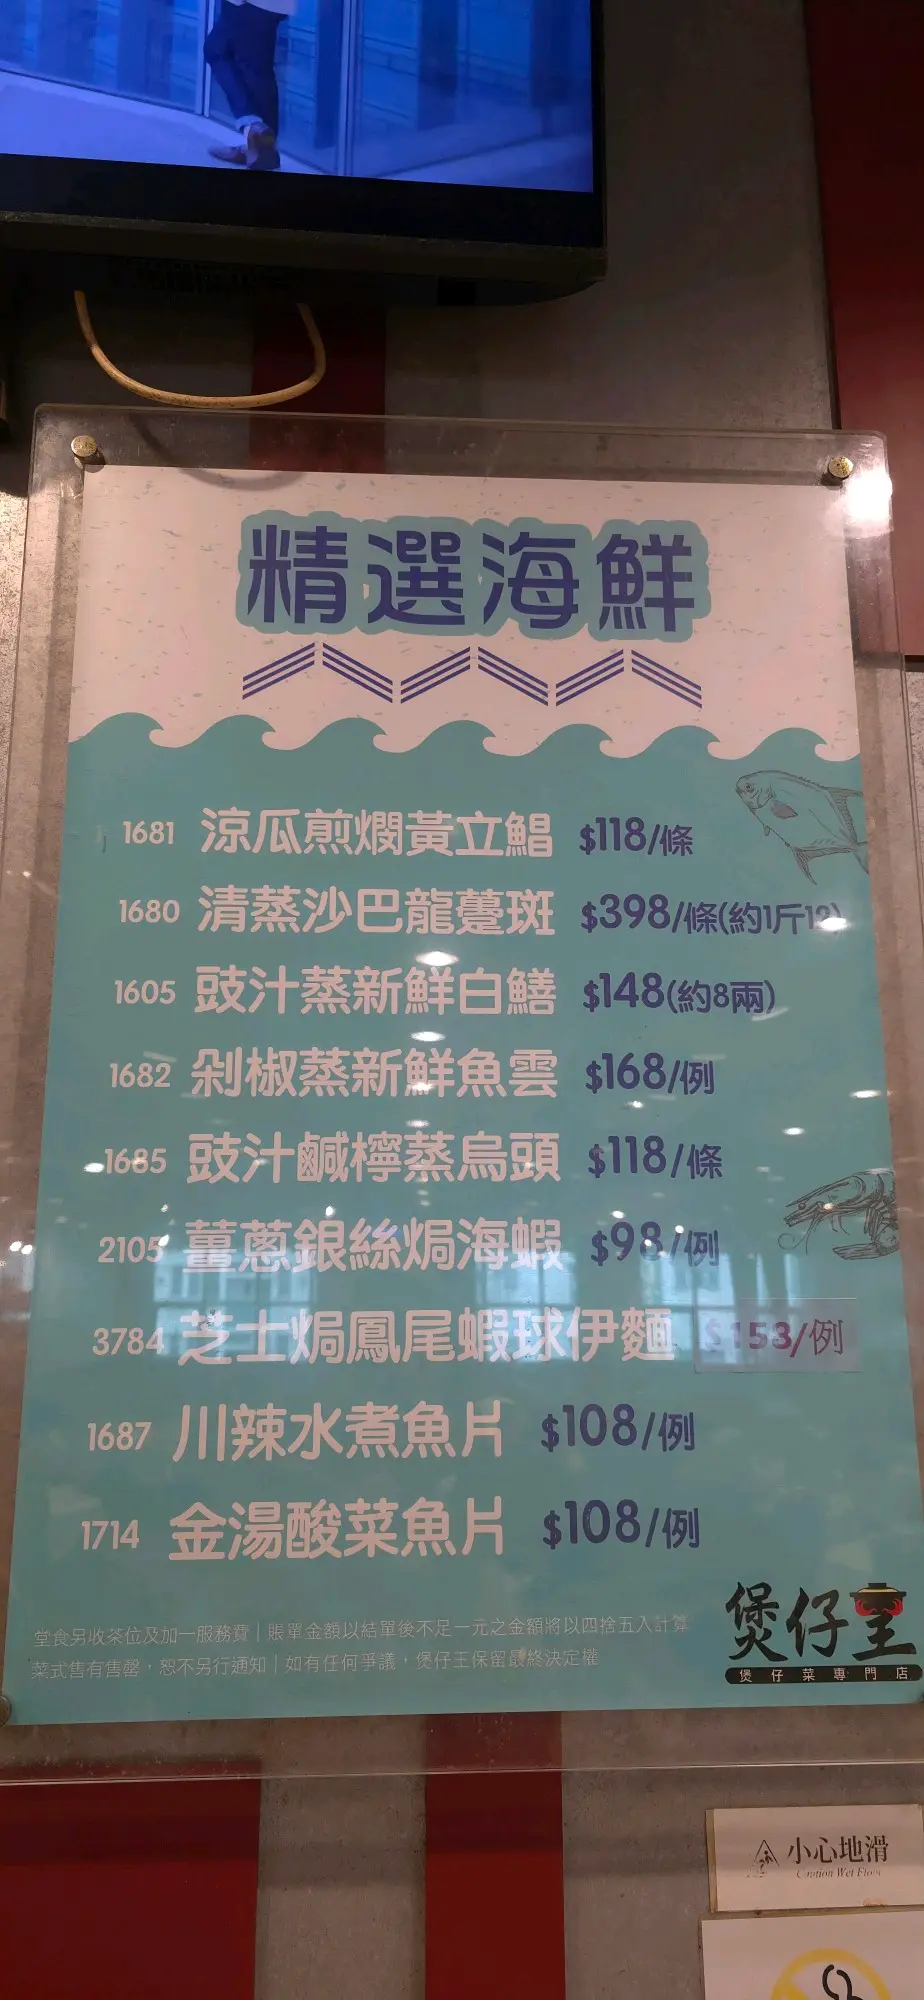 精選海鮮
1681 涼瓜煎燜黃立鯧 $118/條
1680 清蒸沙巴龍躉斑 $398/條(約1斤12)
1605 豉汁蒸新鮮白鱔 $148(約8兩)
1682 剁椒蒸新鮮魚雲 $168/例
1685 豉汁鹹檸蒸烏頭 $118/條
2105 薑蔥銀絲焗海蝦 $98/例
3784 芝士焗鳳尾蝦球伊麵 $153/例
1687 川辣水煮魚片 $108/例
1714 金湯酸菜魚片 $108/例
堂食另收茶位及加一服務費 | 賬單金額以結單後不足一元之金額將以四捨五入計算
菜式售有售罄，恕不另行通知 | 如有任何爭議，煲仔王保留最終決定權
煲仔王
煲仔菜專門店
小心地滑
Caution Wet Floor